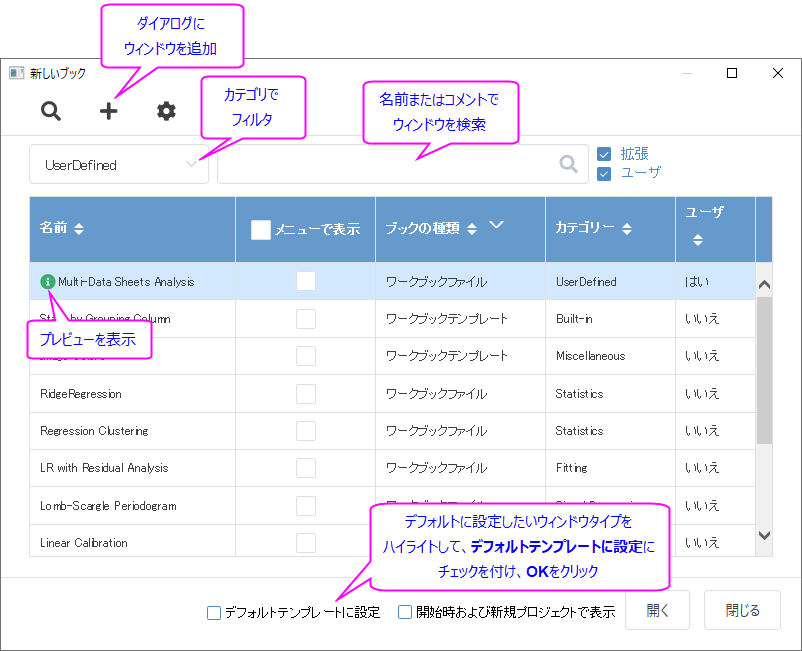 ダイアログに
ウィンドウを追加
新しいブック
カテゴリで
フィルタ
名前またはコメントで
ウィンドウを検索
UserDefined
拡張
ユーザ
名前
メニューで表示
ブックの種類
カテゴリー
ユーザ
Multi-Data Sheets Analysis
ワークブックファイル
UserDefined
はい
by Grouping Column
ワークブックテンプレート
Built-in
いいえ
プレビューを表示
ワークブックテンプレート
Miscellaneous
いいえ
RidgeRegression
ワークブックファイル
Statistics
いいえ
Regression Clustering
ワークブックファイル
Statistics
いいえ
LR with Residual Analysis
ワークブックファイル
Fitting
いいえ
Lomb-Scargle Periodogram
いいえ
Linear Calibration
いいえ
デフォルトに設定したいウィンドウタイプを
ハイライトして、デフォルトテンプレートに設定に
チェックを付け、OKをクリック
デフォルトテンプレートに設定
開始時および新規プロジェクトで表示
開く
閉じる